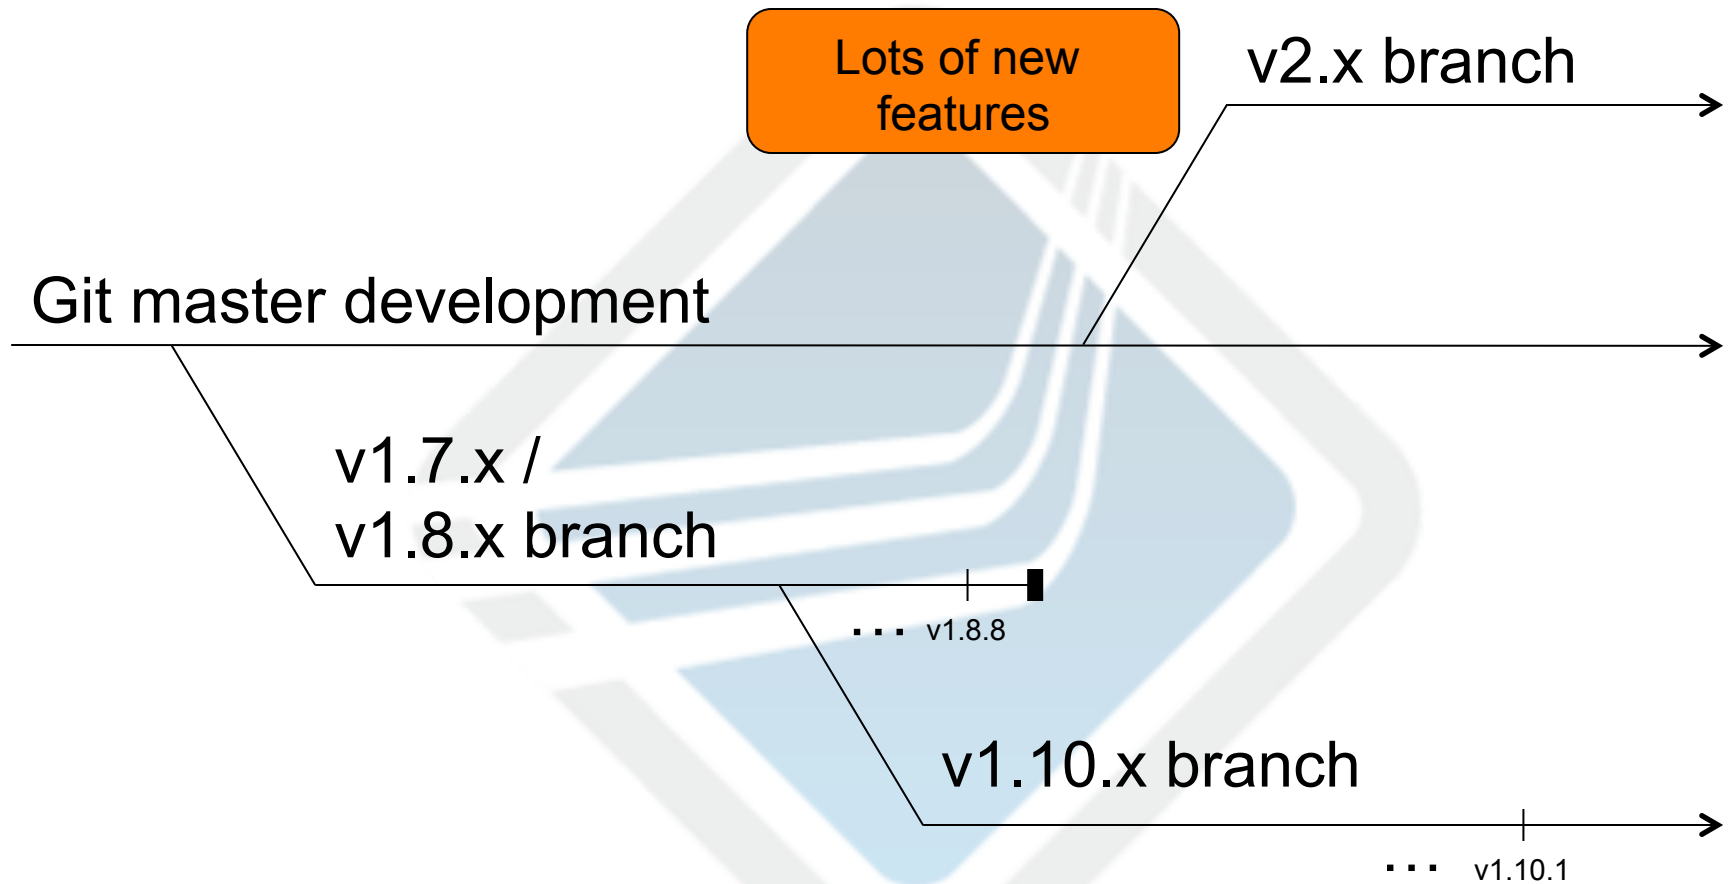 Lots of new
features
v2.x branch
Git master development
v1.7.x /
v1.8.x branch
... v1.8.8
v1.10.x branch
... v1.10.1